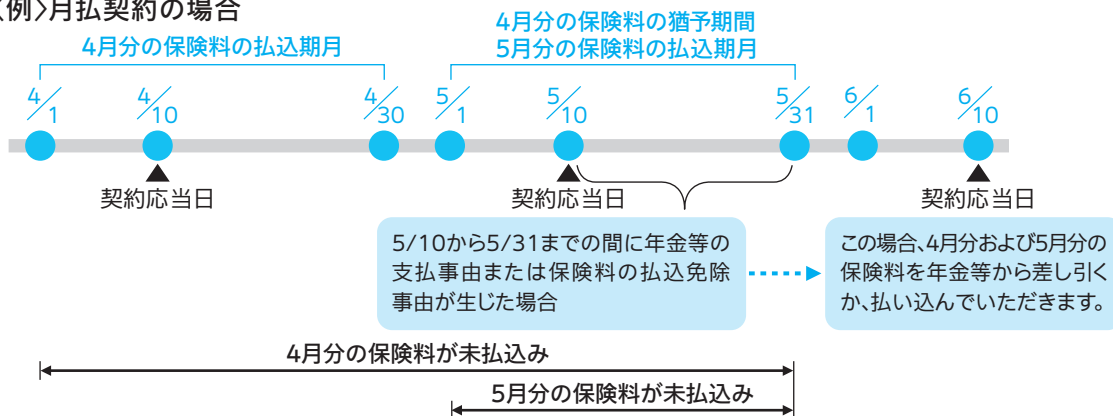 〈例〉月払契約の場合
4月分の保険料の払込期月
4月分の保険料の猶予期間
5月分の保険料の払込期月
4/1
4/10
4/30
5/1
5/10
5/31
6/1
6/10
契約応当日
契約応当日
契約応当日
5/10から5/31までの間に年金等の
支払事由または保険料の払込免除
事由が生じた場合
この場合、4月分および5月分の
保険料を年金等から差し引く
か、払い込んでいただきます。
4月分の保険料が未払込み
5月分の保険料が未払込み